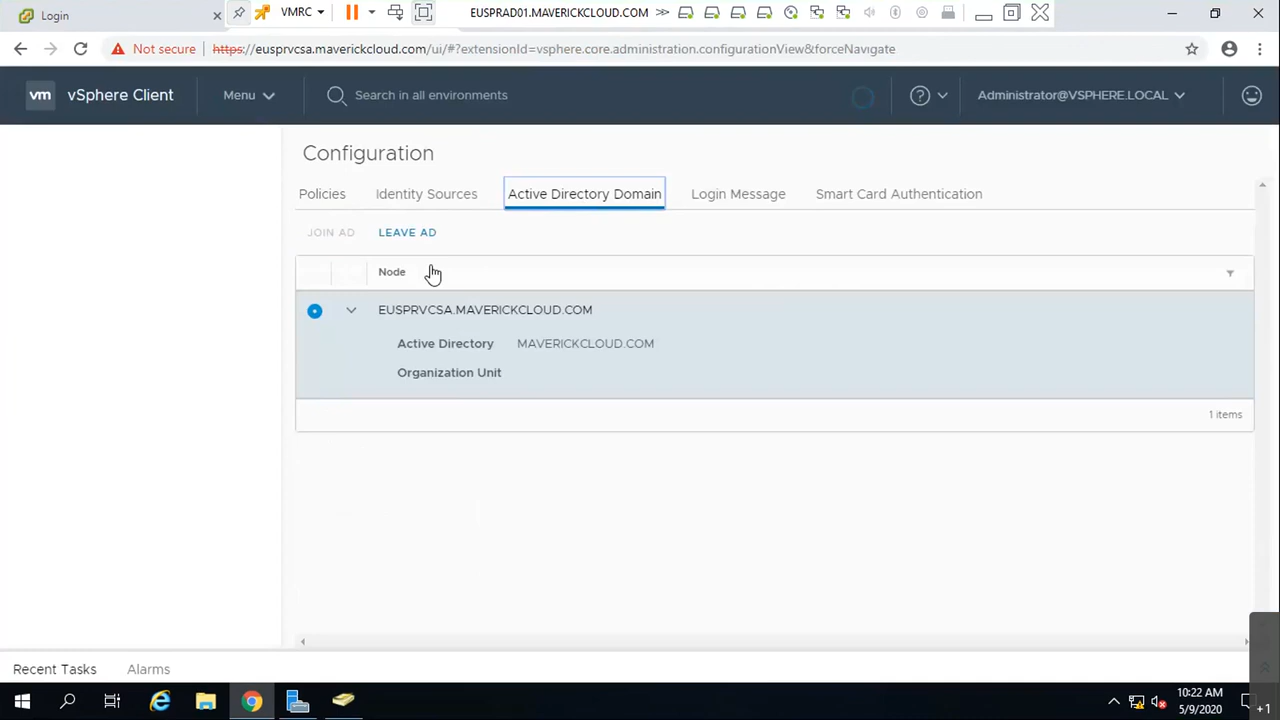 Login
VMRC
EUSPRAD01.MAVERICKCLOUD.COM
Not secure
https://eusprvcsa.maverickcloud.com/ui/#?extensionId=vsphere.core.administration.configurationView&forceNavigate
vm vSphere Client
Menu
Search in all environments
Administrator@VSPHERE.LOCAL
Configuration
Policies
Identity Sources
Active Directory Domain
Login Message
Smart Card Authentication
JOIN AD
LEAVE AD
Node
EUSPRVCSA.MAVERICKCLOUD.COM
Active Directory MAVERICKCLOUD.COM
Organization Unit
1 items
Recent Tasks
Alarms
10:22 AM
5/9/2020
+1